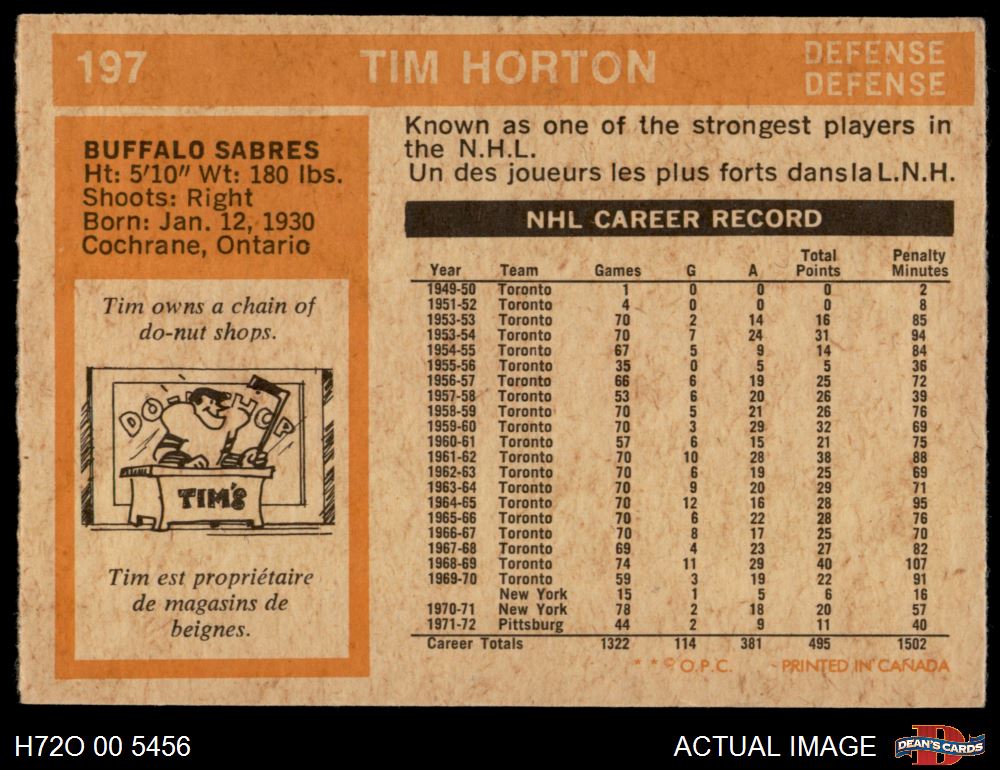 197 TIM HORTON DEFENSE
DEFENSE
BUFFALO SABRES
Ht: 5'10" Wt: 180 lbs.
Shoots: Right
Born: Jan. 12, 1930
Cochrane, Ontario
Tim owns a chain of
do-nut shops.
DO- HOP
TIM'S
Tim est propriétaire
de magasins de
beignes.
Known as one of the strongest players in
the N.H.L.
Un des joueurs les plus forts dans la L.N.H.
NHL CAREER RECORD
Year Team Games G A Total Points Penalty Minutes
1949-50 Toronto 1 0 0 0 2
1951-52 Toronto 4 0 0 0 8
1953-53 Toronto 70 2 14 16 85
1953-54 Toronto 70 7 24 31 94
1954-55 Toronto 67 5 9 14 84
1955-56 Toronto 35 0 5 5 36
1956-57 Toronto 66 6 19 25 72
1957-58 Toronto 53 6 20 26 39
1958-59 Toronto 70 5 21 26 76
1959-60 Toronto 70 3 29 32 69
1960-61 Toronto 57 6 15 21 75
1961-62 Toronto 70 10 28 38 88
1962-63 Toronto 70 6 19 25 69
1963-64 Toronto 70 9 20 29 71
1964-65 Toronto 70 12 16 28 95
1965-66 Toronto 70 6 22 28 76
1966-67 Toronto 70 8 17 25 70
1967-68 Toronto 69 4 23 27 82
1968-69 Toronto 74 11 29 40 107
1969-70 Toronto 59 3 19 22 91
New York 15 1 5 6 16
1970-71 New York 78 2 18 20 57
1971-72 Pittsburg 44 2 9 11 40
Career Totals 1322 114 381 495 1502
* * © O.P.C. - PRINTED IN CANADA
H72O 00 5456
ACTUAL IMAGE
D
DEAN'S CARDS